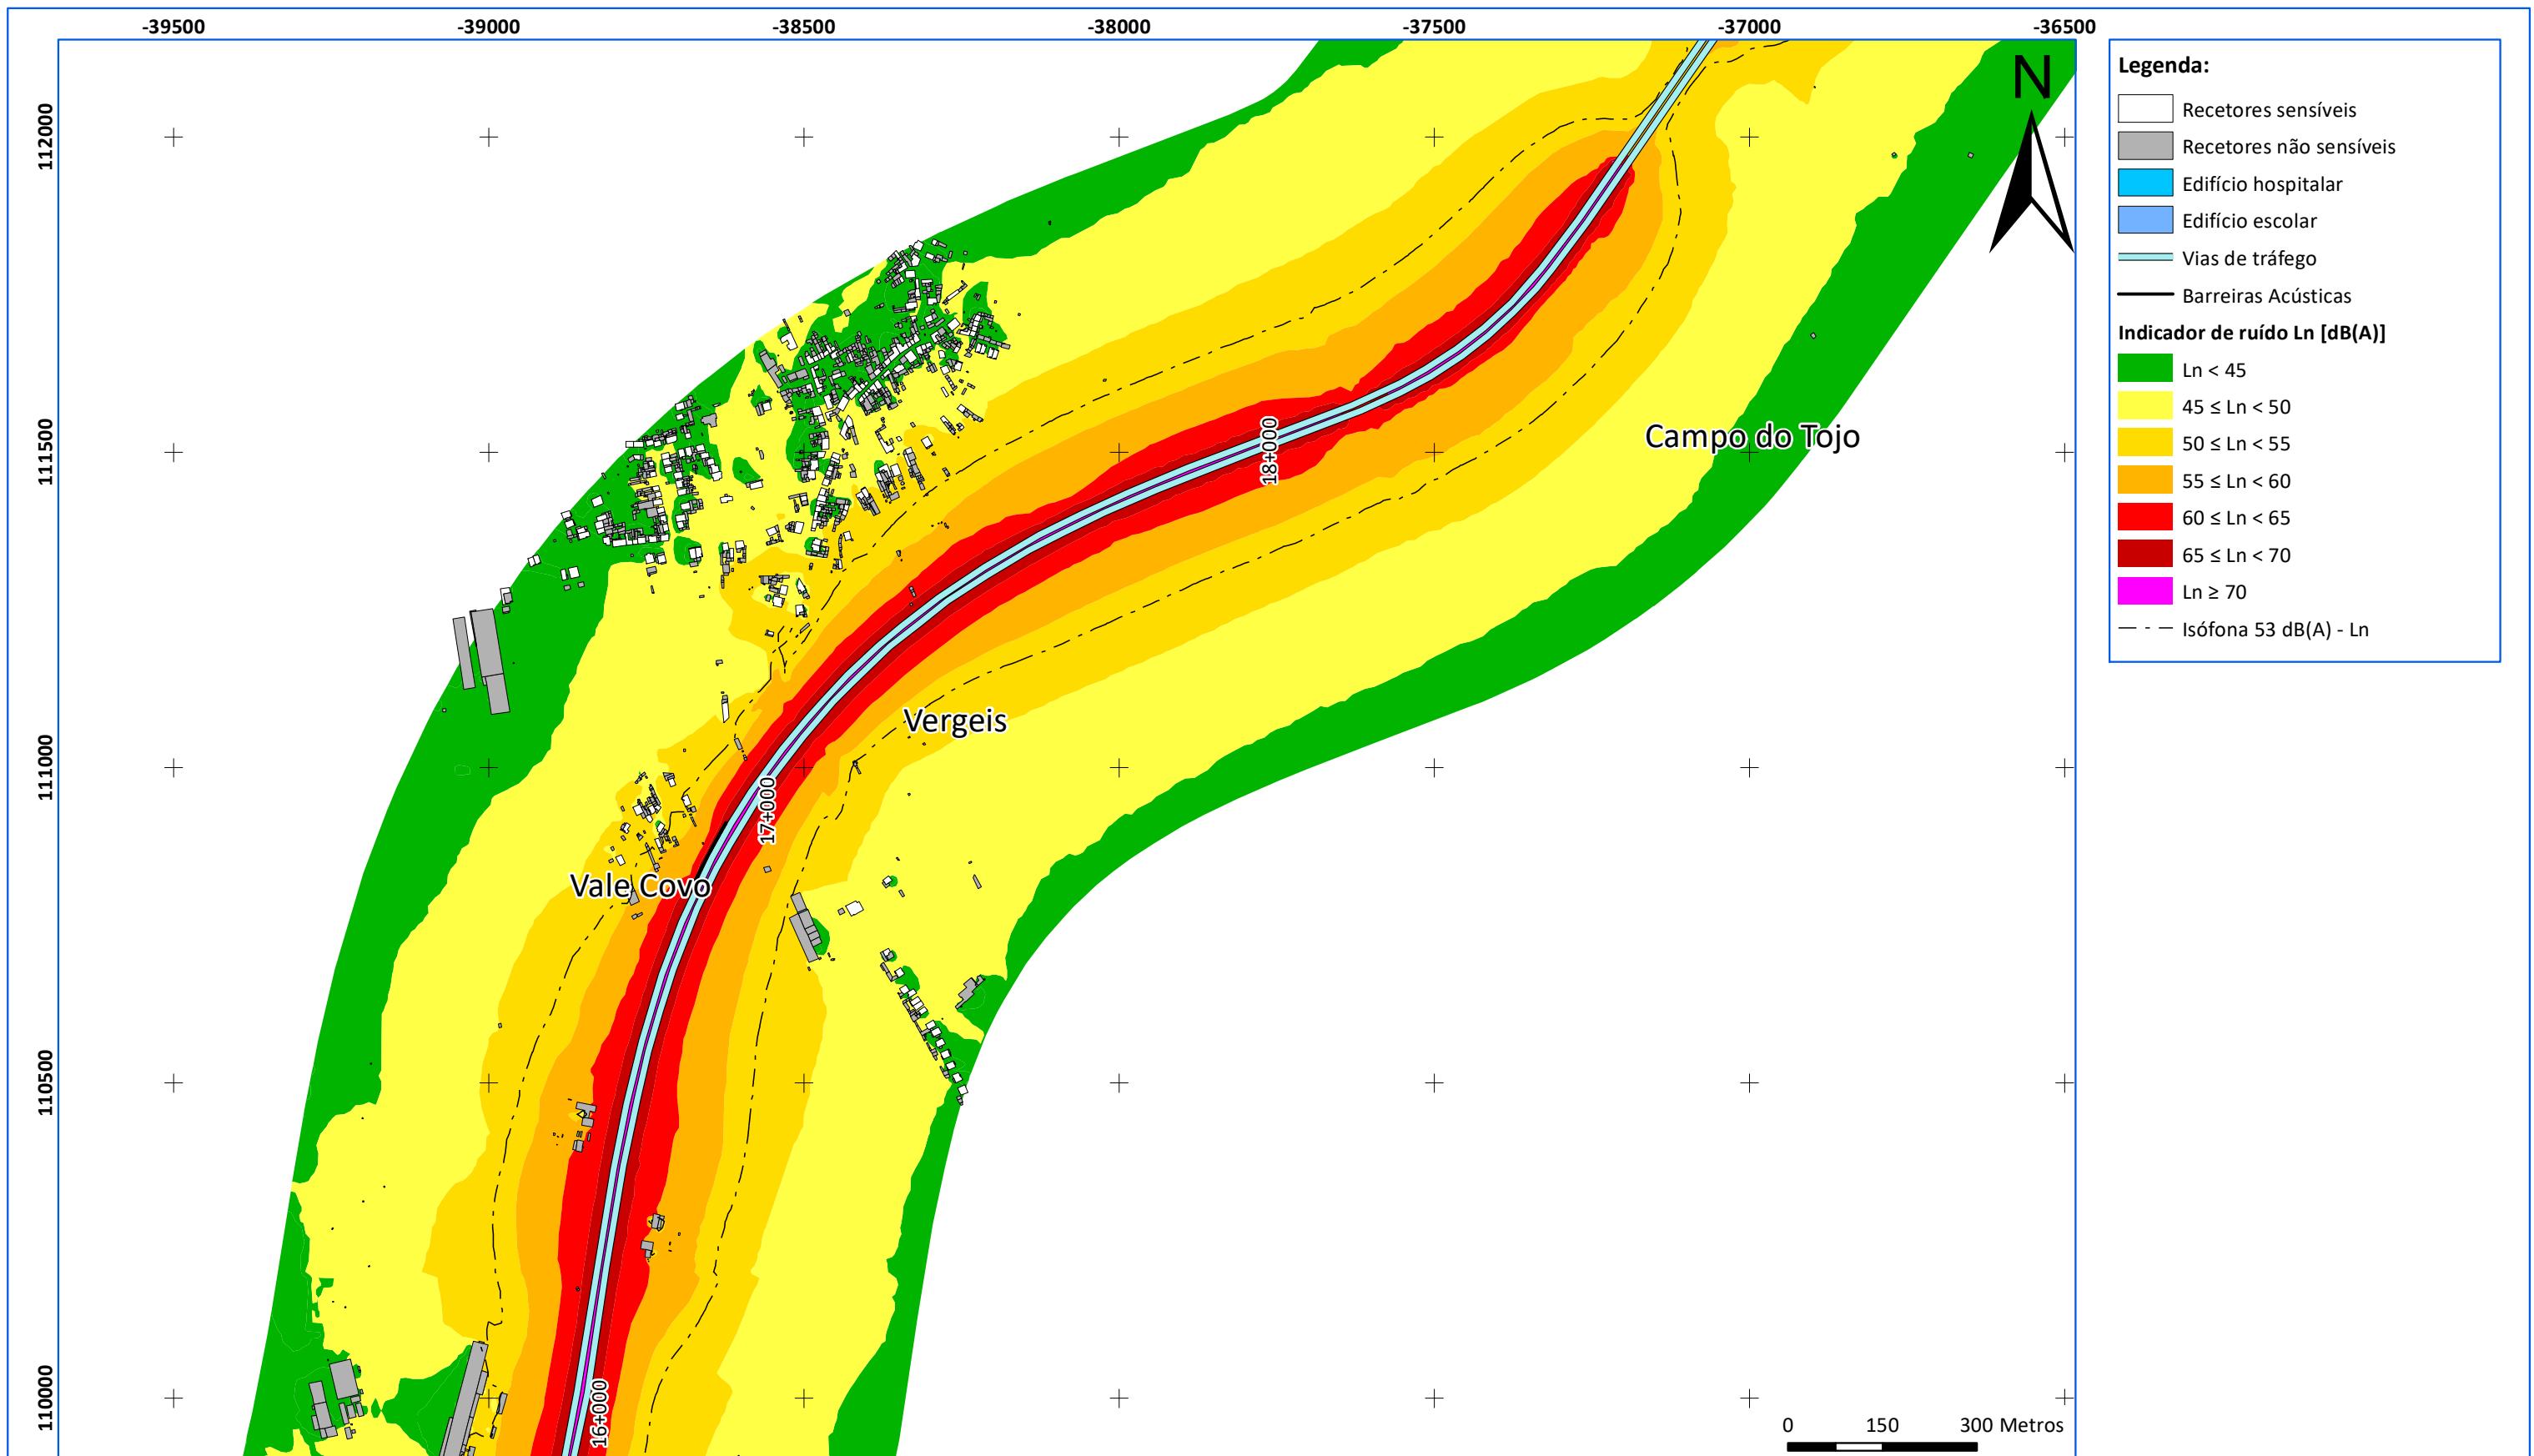 -39500 -39000 -38500 -38000 -37500 -37000 -36500
112000
111500
111000
110500
110000
N
Campo do Tojo
18+000
Vergeis
17+000
Vale Covo
16+000
0 150 300 Metros
Legenda:
Recetores sensíveis
Recetores não sensíveis
Edifício hospitalar
Edifício escolar
Vias de tráfego
Barreiras Acústicas
Indicador de ruído Ln [dB(A)]
Ln < 45
45 ≤ Ln < 50
50 ≤ Ln < 55
55 ≤ Ln < 60
60 ≤ Ln < 65
65 ≤ Ln < 70
Ln ≥ 70
Isófona 53 dB(A) - Ln